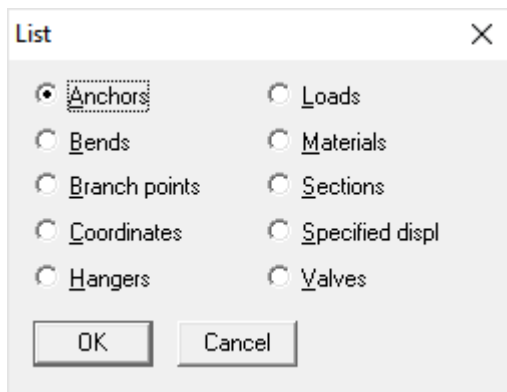 List
Anchors
Bends
Branch points
Coordinates
Hangers
Loads
Materials
Sections
Specified displ
Valves
OK
Cancel